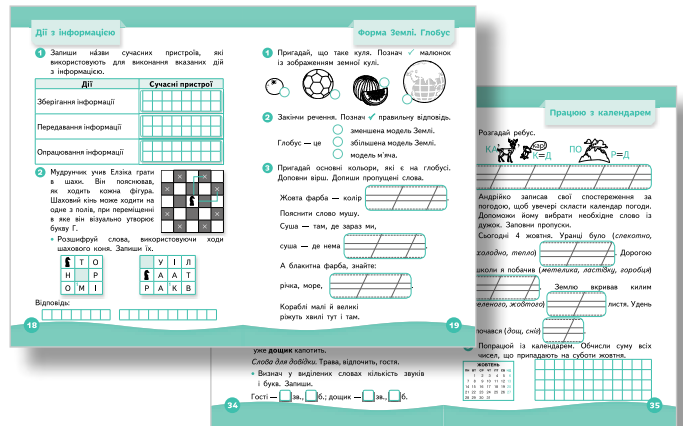 Дії з інформацією
1 Запиши назви сучасних пристроїв, які
використовують для виконання вказаних дій
з інформацією.
Дії Сучасні пристрої
Зберігання інформації
Передавання інформації
Опрацювання інформації
2 Мудрунчик учив Елзіка грати
в шахи. Він пояснював,
як ходить кожна фігура.
Шаховий кінь може ходити на
одне з полів, при переміщенні
в яке він візуально утворює
букву Г.
• Розшифруй слова, використовуючи ходи
шахового коня. Запиши їх.
Т О
Н Р
О М І
У І Л
А А Т
Р А К В
Відповідь:
18
Форма Землі. Глобус
1 Пригадай, що таке куля. Познач ✓ малюнок
із зображенням земної кулі.
2 Закінчи речення. Познач ✓ правильну відповідь.
зменшена модель Землі.
Глобус — це збільшена модель Землі.
модель м'яча.
3 Пригадай основні кольори, які є на глобусі.
Доповни вірш. Допиши пропущені слова.
Жовта фарба — колір
Пояснити слово мушу.
Суша — там, де зараз ми,
суша — де нема .
А блакитна фарба, знайте:
річка, море, .
Кораблі малі й великі
ріжуть хвилі тут і там.
19
уже дощик капотить.
Слова для довідки. Трава, відпочить, гостя.
• Визнач у виділених словах кількість звуків
і букв. Запиши.
Гості — зв., б.; дощик — зв., б.
34
Працюю з календарем
Розгадай ребус.
КА
карі
К=Д
ПО
Р=Д
Андрійко записав свої спостереження за
погодою, щоб увечері скласти календар погоди.
Допоможи йому вибрати необхідне слово із
дужок. Заповни пропуски.
Сьогодні 4 жовтня. Уранці було (спекотно,
холодно, тепло) . Дорогою
школи я побачив (метелика, ластівку, горобця)
. Землю вкривав килим
зеленого, жовтого) листя. Удень
почався (дощ, сніг) .
Попрацюй із календарем. Обчисли суму всіх
чисел, що припадають на суботи жовтня.
ЖОВТЕНЬ
35